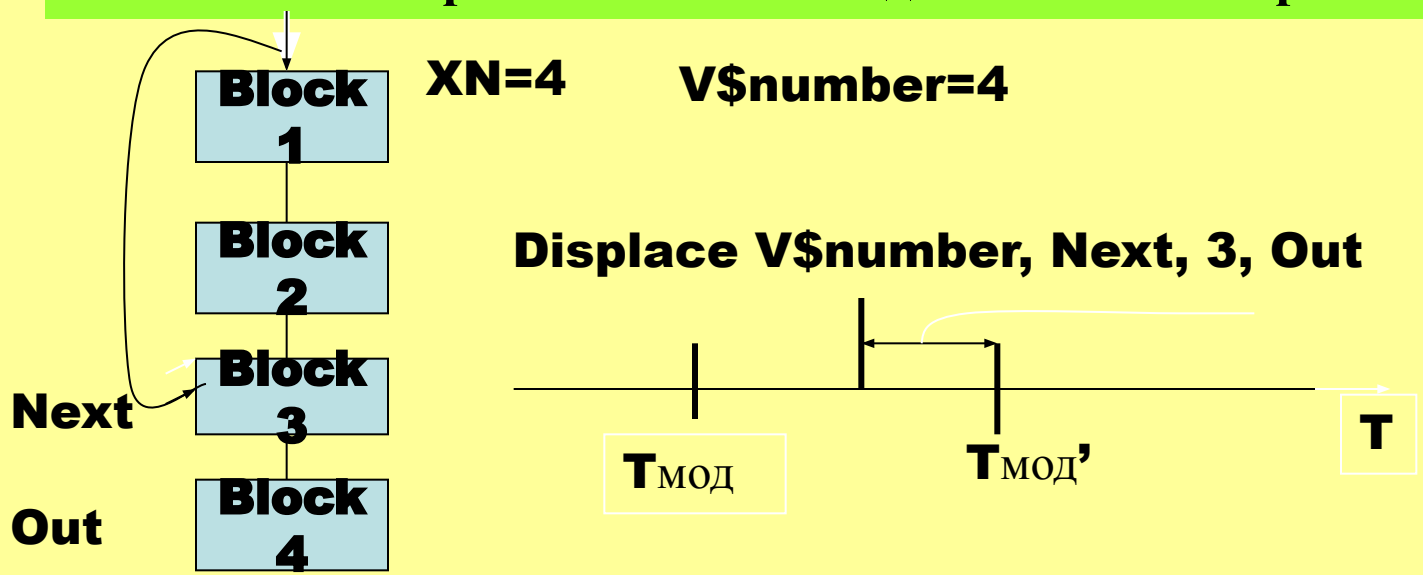 XN=4 V$number=4
Block
1
Block
2
Displace V$number, Next, 3, Out
Block
3
Next
Tмод
Tмод’
T
Block
4
Out